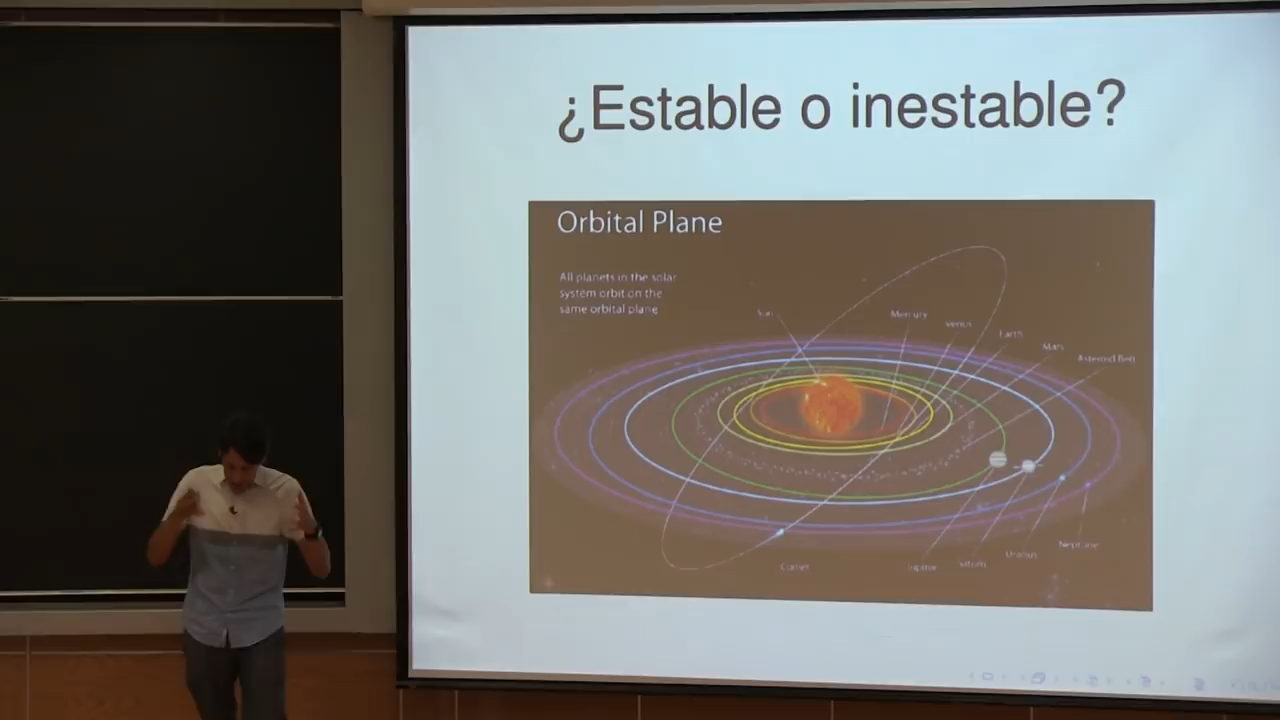 ¿Estable o inestable?
Orbital Plane
All planets in the solar
system orbit on the
same orbital plane
Sun
Mercury
Venus
Earth
Mars
Asteroid Belt
Comet
Jupiter
Saturn
Uranus
Neptune